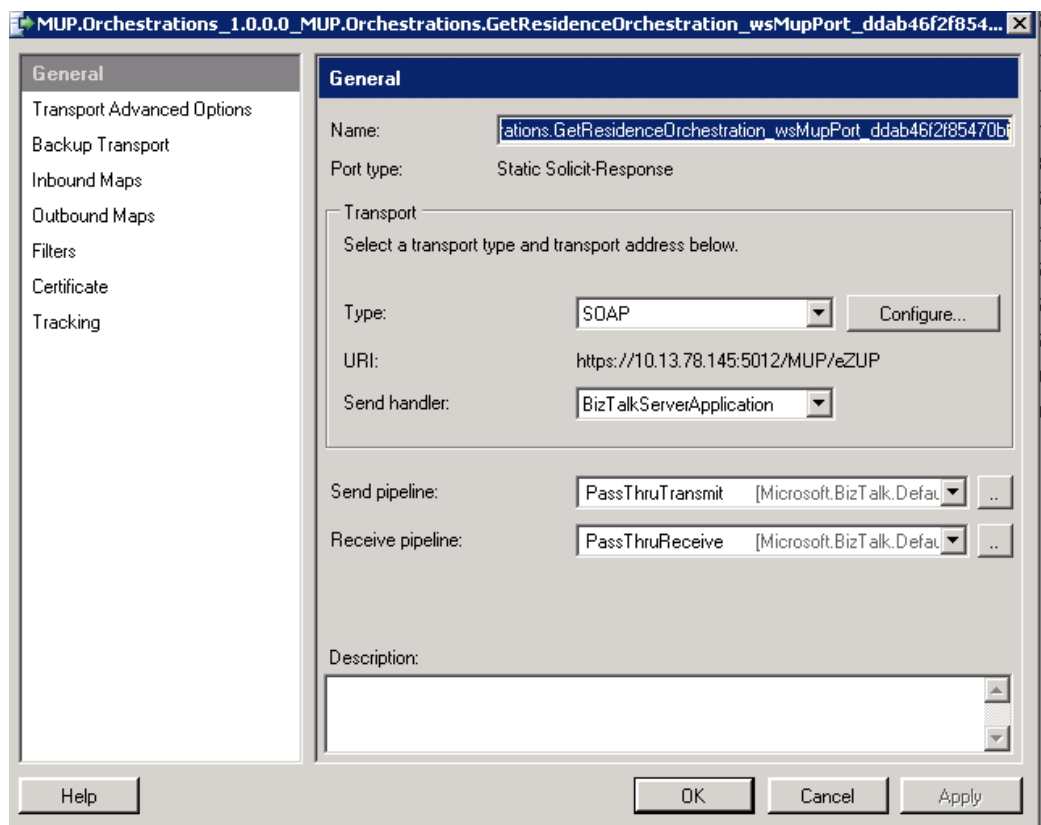 MUP.Orchestrations_1.0.0.0_MUP.Orchestrations.GetResidenceOrchestration_wsMupPort_ddab46f2f854...
General
Transport Advanced Options
Backup Transport
Inbound Maps
Outbound Maps
Filters
Certificate
Tracking
General
Name: rations.GetResidenceOrchestration_wsMupPort_ddab46f2f85470b
Port type: Static Solicit-Response
Transport
Select a transport type and transport address below.
Type: SOAP Configure...
URI: https://10.13.78.145:5012/MUP/eZUP
Send handler: BizTalkServerApplication
Send pipeline: PassThruTransmit [Microsoft.BizTalk.Defau ..
Receive pipeline: PassThruReceive [Microsoft.BizTalk.Defau ..
Description:
Help OK Cancel Apply